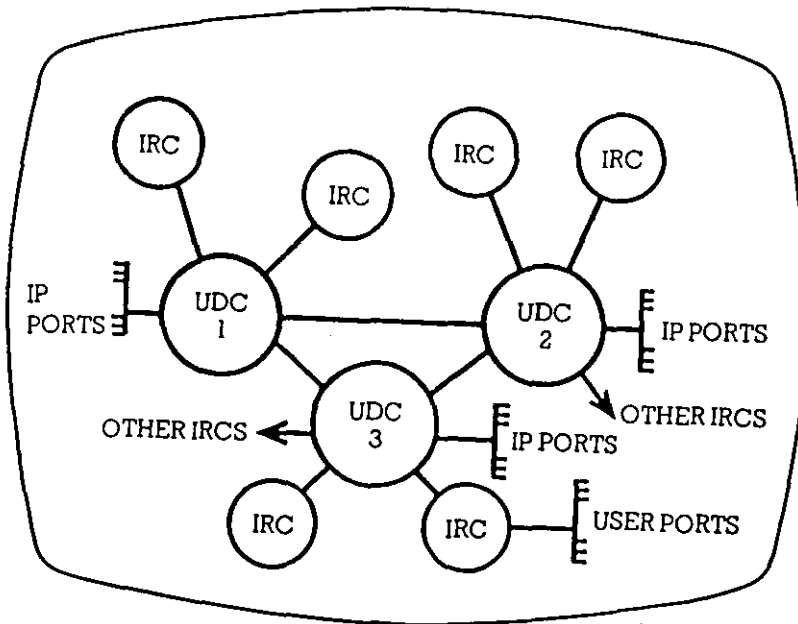 IRC
IRC
IRC
IRC
IP
PORTS
UDC
1
UDC
2
IP PORTS
UDC
3
OTHER IRCS
OTHER IRCS
IP PORTS
IRC
IRC
USER PORTS